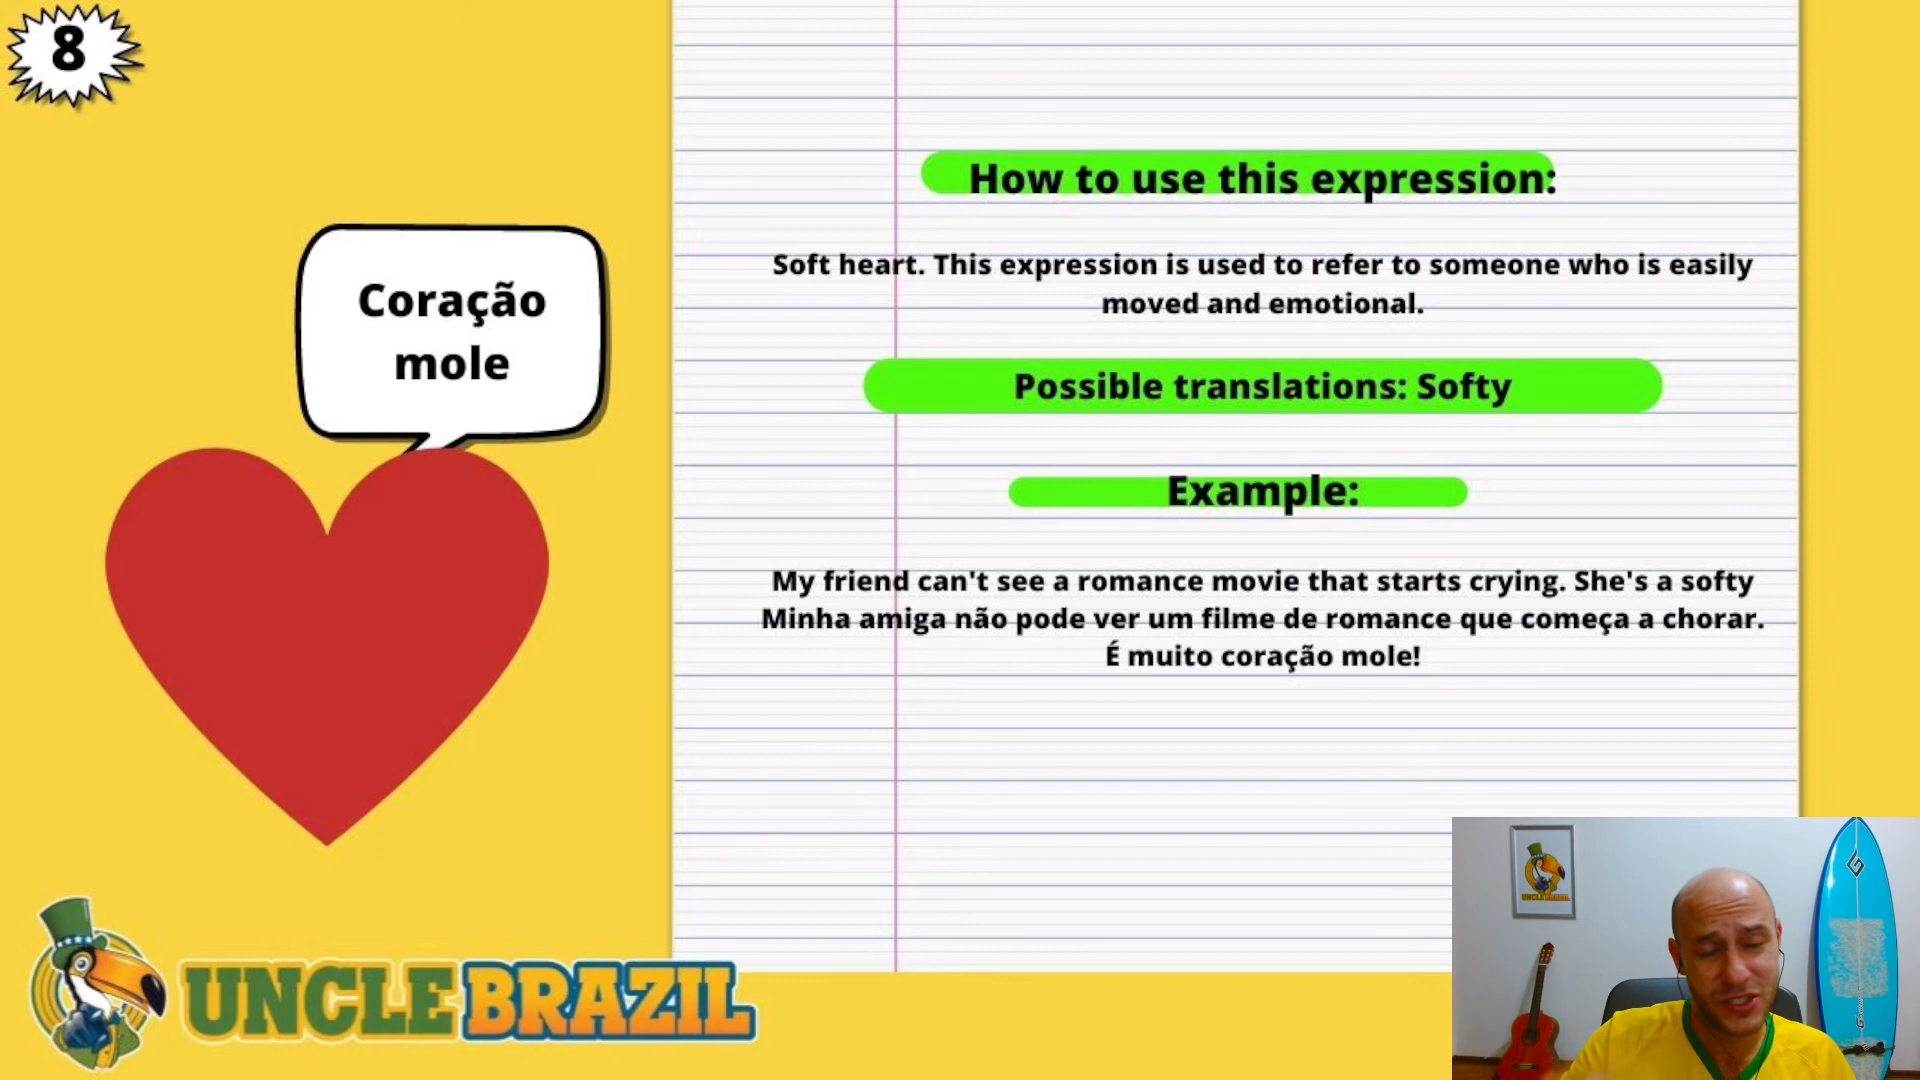 8
Coração
mole
How to use this expression:
Soft heart. This expression is used to refer to someone who is easily
moved and emotional.
Possible translations: Softy
Example:
My friend can't see a romance movie that starts crying. She's a softy
Minha amiga não pode ver um filme de romance que começa a chorar.
É muito coração mole!
UNCLE BRAZIL
UNCLE BRAZIL